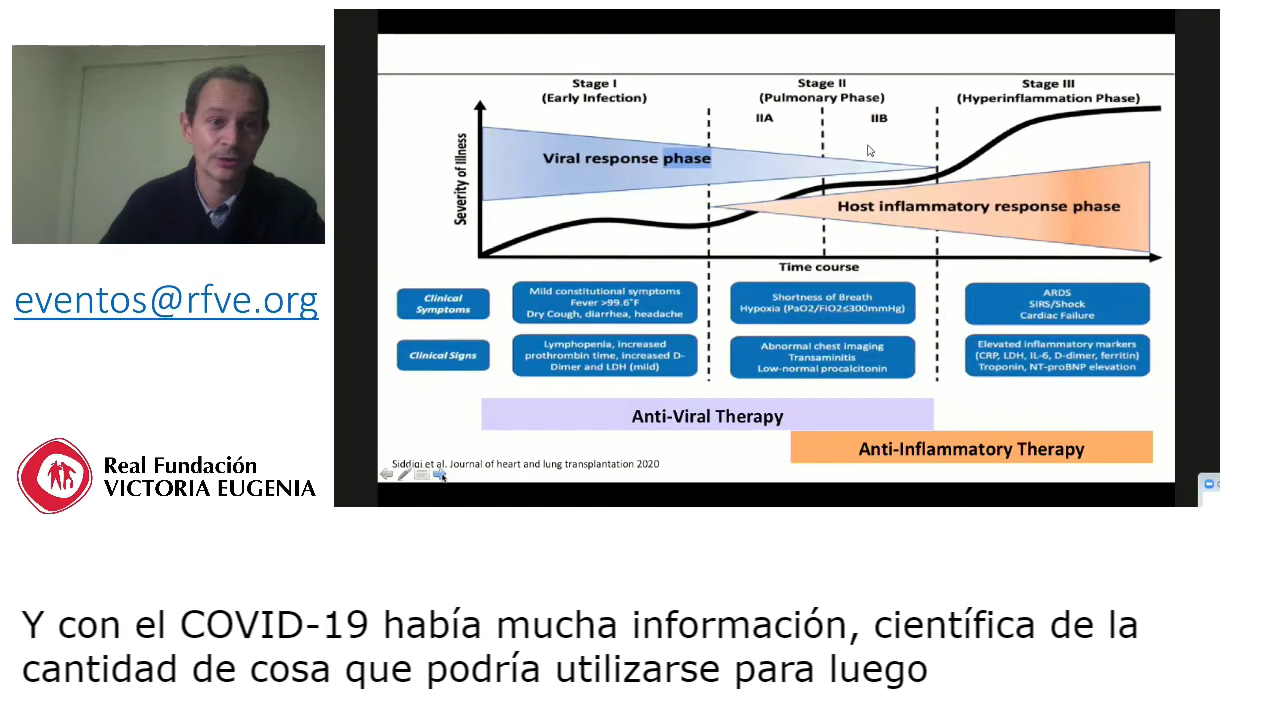 eventos@rfve.org
Real Fundación
VICTORIA EUGENIA
Stage I
(Early Infection)
Stage II
(Pulmonary Phase)
Stage III
(Hyperinflammation Phase)
IIA
IIB
Severity of Illness
Viral response phase
Host inflammatory response phase
Time course
Clinical
Symptoms
Mild constitutional symptoms
Fever >99.6°F
Dry Cough, diarrhea, headache
Shortness of Breath
Hypoxia (PaO2/FiO2≤300mmHg)
ARDS
SIRS/Shock
Cardiac Failure
Clinical Signs
Lymphopenia, increased
prothrombin time, increased D-
Dimer and LDH (mild)
Abnormal chest imaging
Transaminitis
Low-normal procalcitonin
Elevated inflammatory markers
(CRP, LDH, IL-6, D-dimer, ferritin)
Troponin, NT-proBNP elevation
Anti-Viral Therapy
Anti-Inflammatory Therapy
Siddiqi et al. Journal of heart and lung transplantation 2020
Y con el COVID-19 había mucha información, científica de la
cantidad de cosa que podría utilizarse para luego